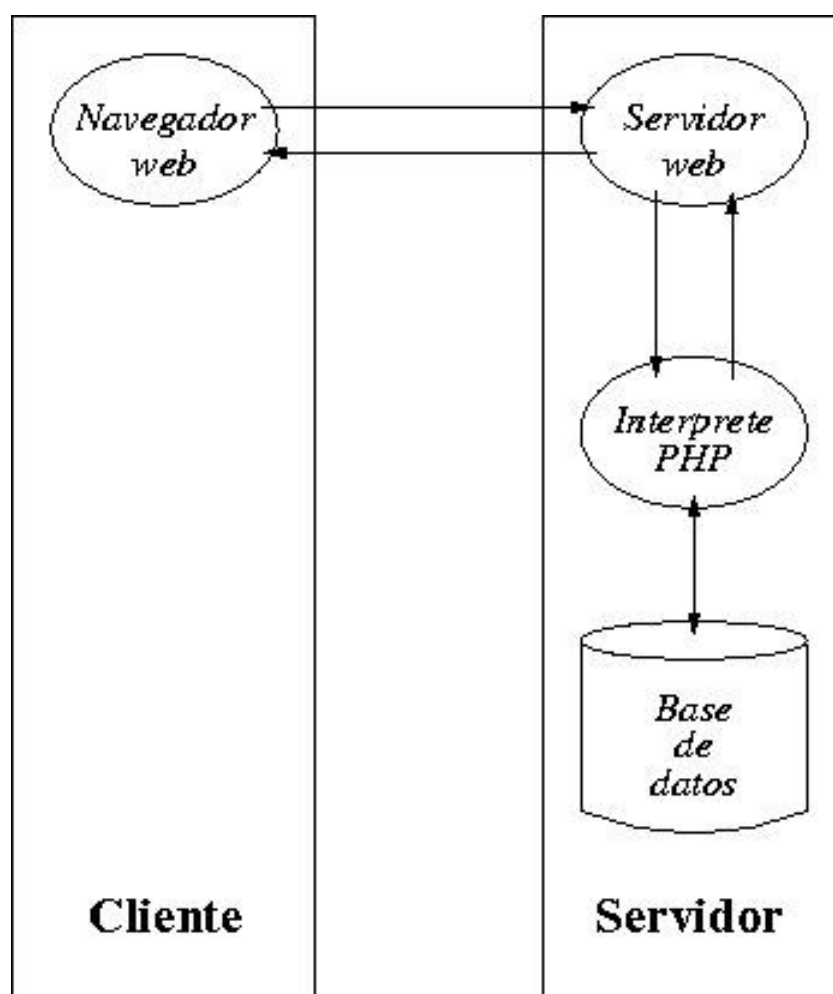 Navegador
web
Servidor
web
Interprete
PHP
Base
de
datos
Cliente
Servidor